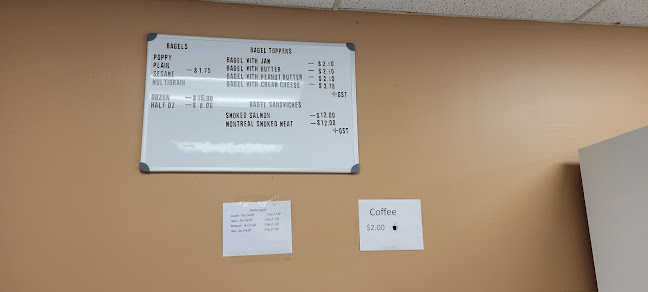 BAGELS
POPPY
PLAIN
SESAME
MULTIGRAIN
— $1.75
DOZEN — $15.00
HALF DZ — $ 8.00
BAGEL TOPPERS
BAGEL WITH JAM — $2.10
BAGEL WITH BUTTER — $2.10
BAGEL WITH PEANUT BUTTER — $2.10
BAGEL WITH CREAM CHEESE — $3.75
+GST
BAGEL SANDWICHES
SMOKED SALMON — $12.00
MONTREAL SMOKED MEAT — $12.00
+GST
Coffee
$2.00